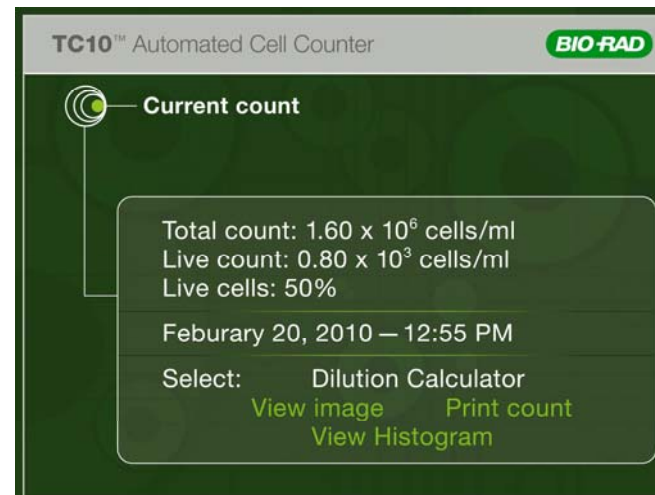 TC10™ Automated Cell Counter
BIO-RAD
Current count
Total count: 1.60 x 10⁶ cells/ml
Live count: 0.80 x 10³ cells/ml
Live cells: 50%
Feburary 20, 2010 — 12:55 PM
Select: Dilution Calculator
View image Print count
View Histogram